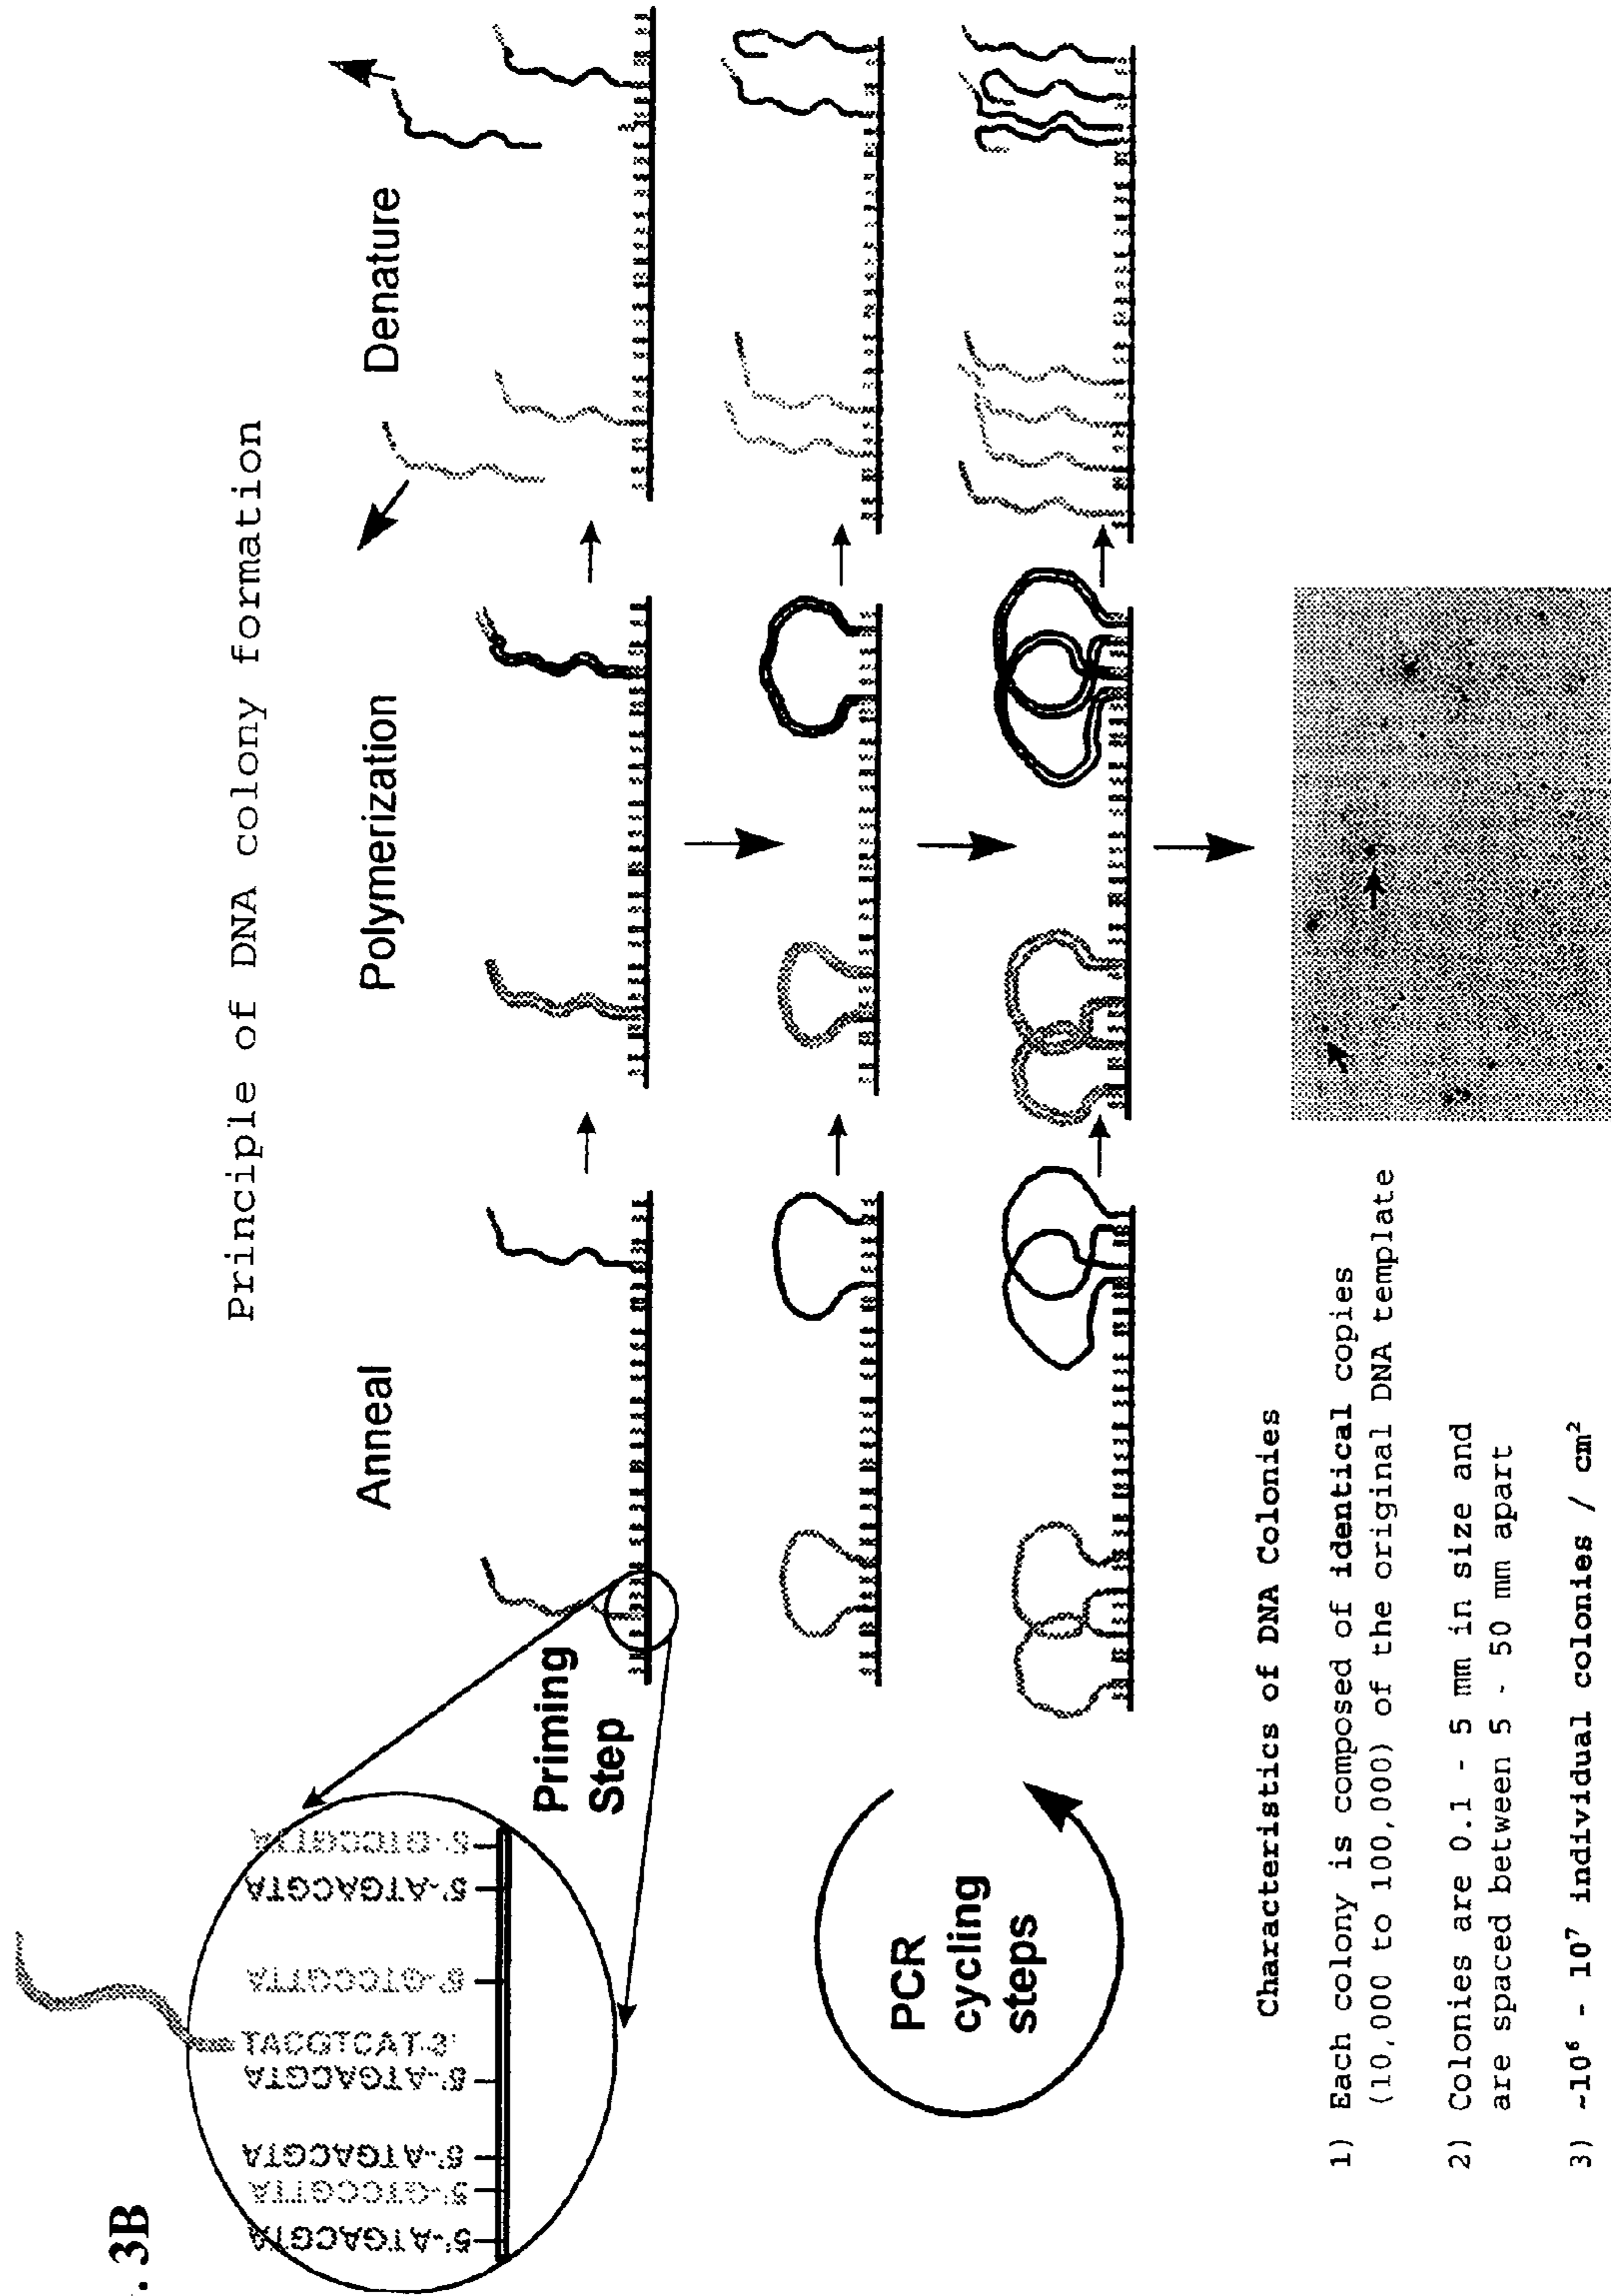 . 3B
Principle of DNA colony formation
Anneal
Polymerization
Denature
5'-ATGACGTA
5'-GTCCGTTA
5'-ATGACGTA
5'-ATGACGTA
TACGTCAT-3'
5'-GTCCGTTA
5'-ATGACGTA
5'-GTCCGTTA
Priming
Step
PCR
cycling
steps
Characteristics of DNA Colonies
1) Each colony is composed of identical copies
(10,000 to 100,000) of the original DNA template
2) Colonies are 0.1 - 5 mm in size and
are spaced between 5 - 50 mm apart
3) ~10⁶ - 10⁷ individual colonies / cm²